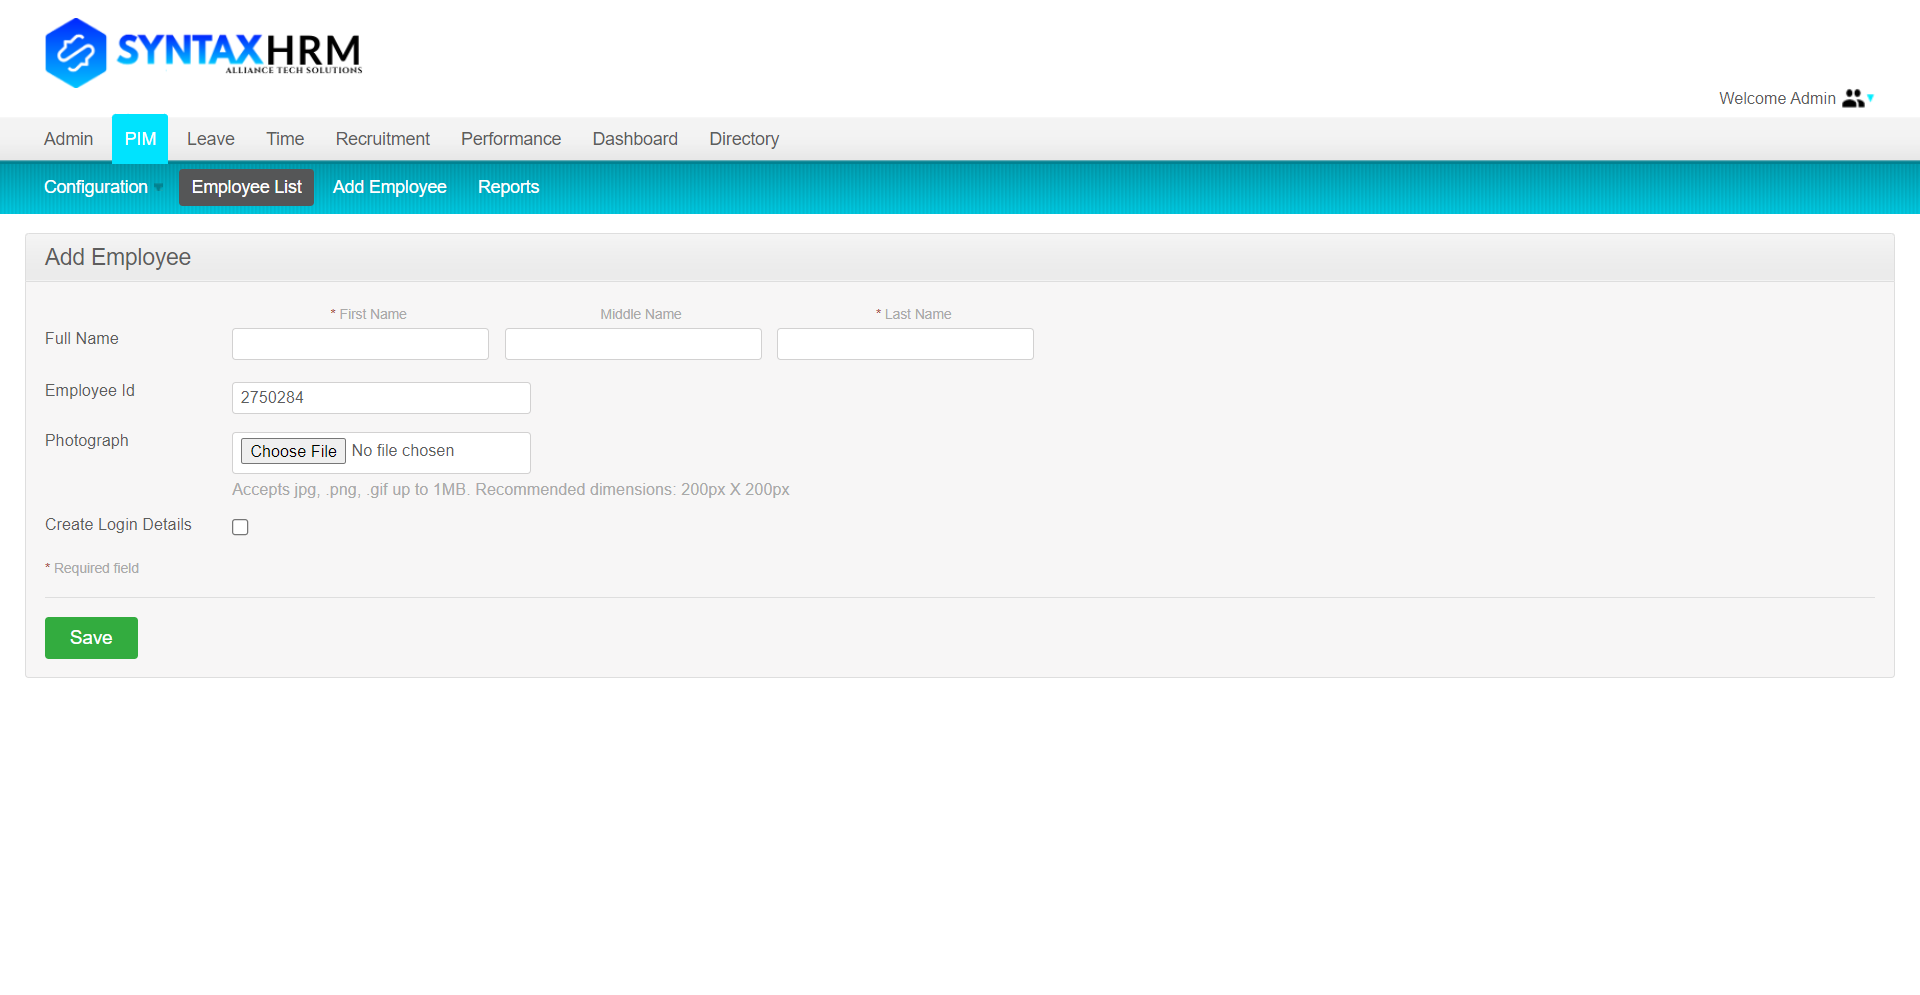 SYNTAXHRM
ALLIANCE TECH SOLUTIONS
Welcome Admin
Admin PIM Leave Time Recruitment Performance Dashboard Directory
Configuration Employee List Add Employee Reports
Add Employee
* First Name Middle Name * Last Name
Full Name
Employee Id 2750284
Photograph Choose File No file chosen
Accepts jpg, .png, .gif up to 1MB. Recommended dimensions: 200px X 200px
Create Login Details
* Required field
Save